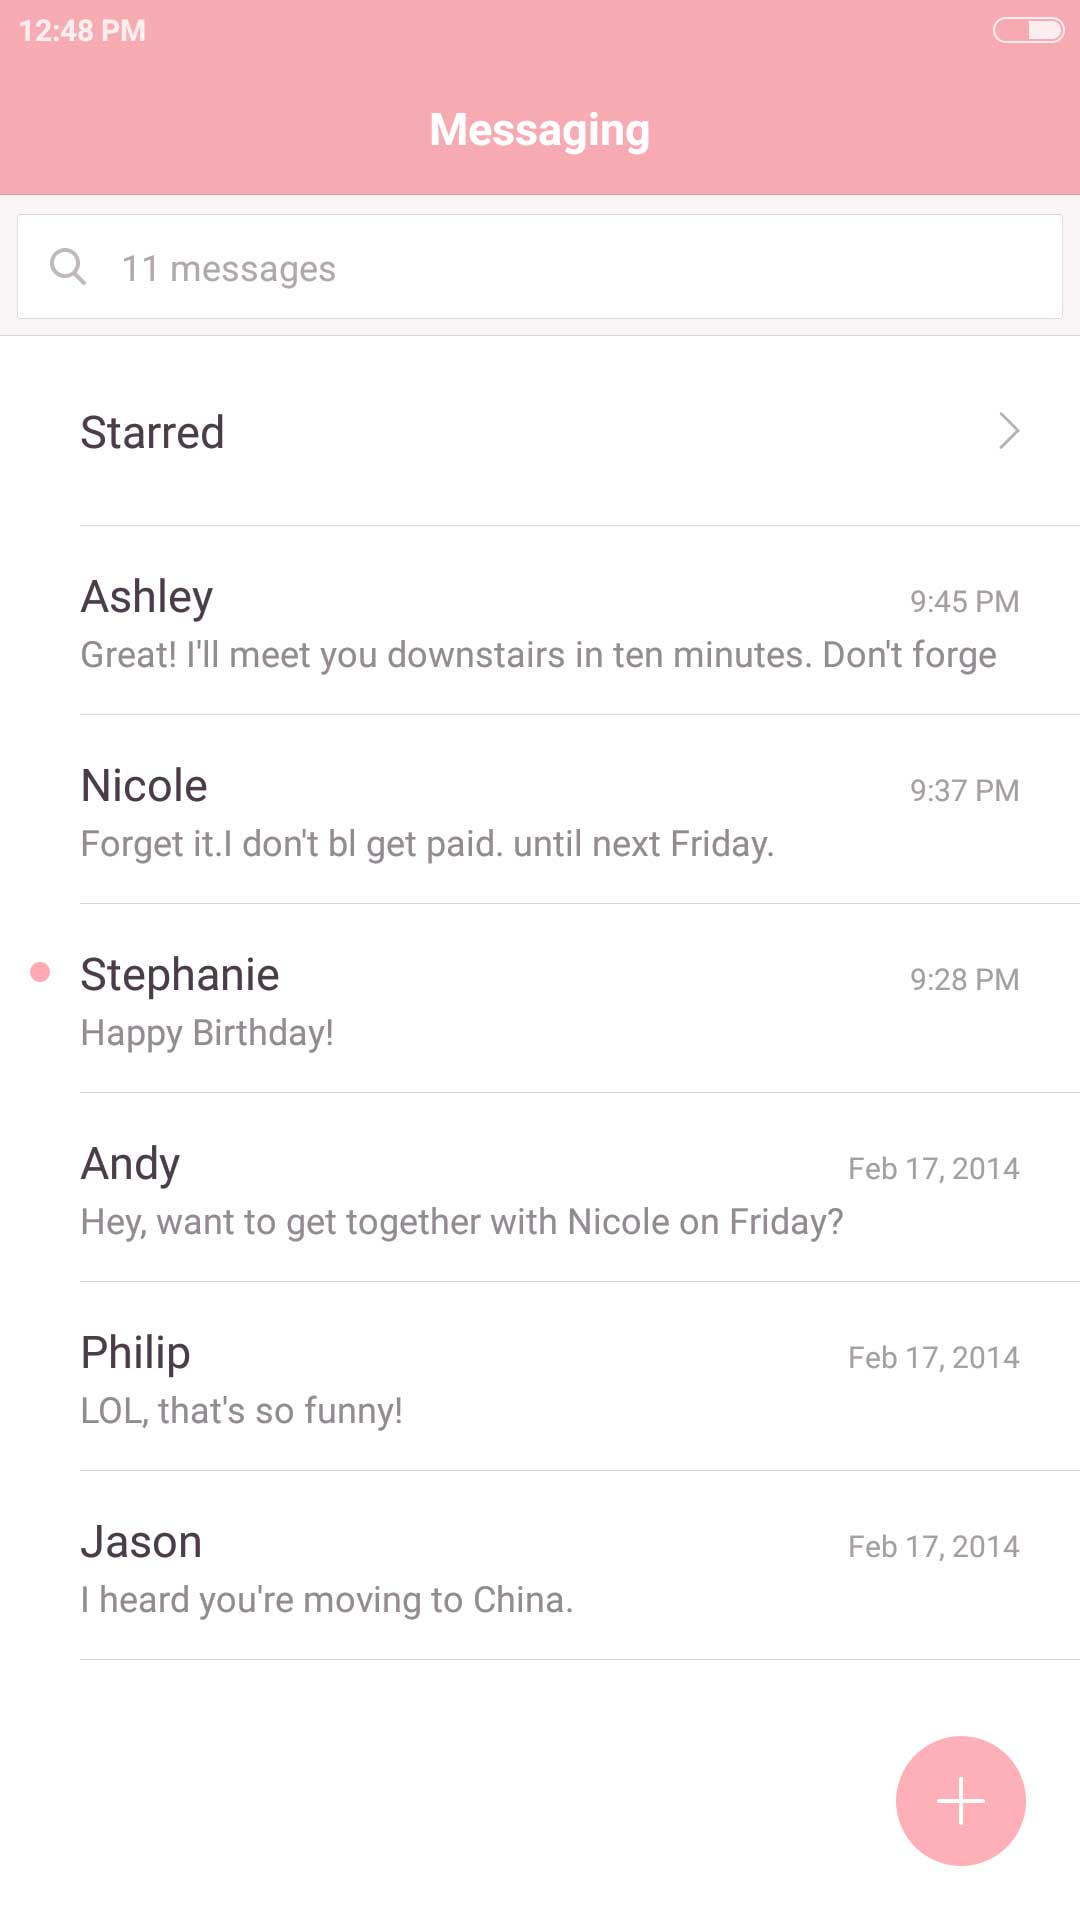 12:48 PM
Messaging
11 messages
Starred
Ashley 9:45 PM
Great! I'll meet you downstairs in ten minutes. Don't forge
Nicole 9:37 PM
Forget it.I don't bl get paid. until next Friday.
Stephanie 9:28 PM
Happy Birthday!
Andy Feb 17, 2014
Hey, want to get together with Nicole on Friday?
Philip Feb 17, 2014
LOL, that's so funny!
Jason Feb 17, 2014
I heard you're moving to China.